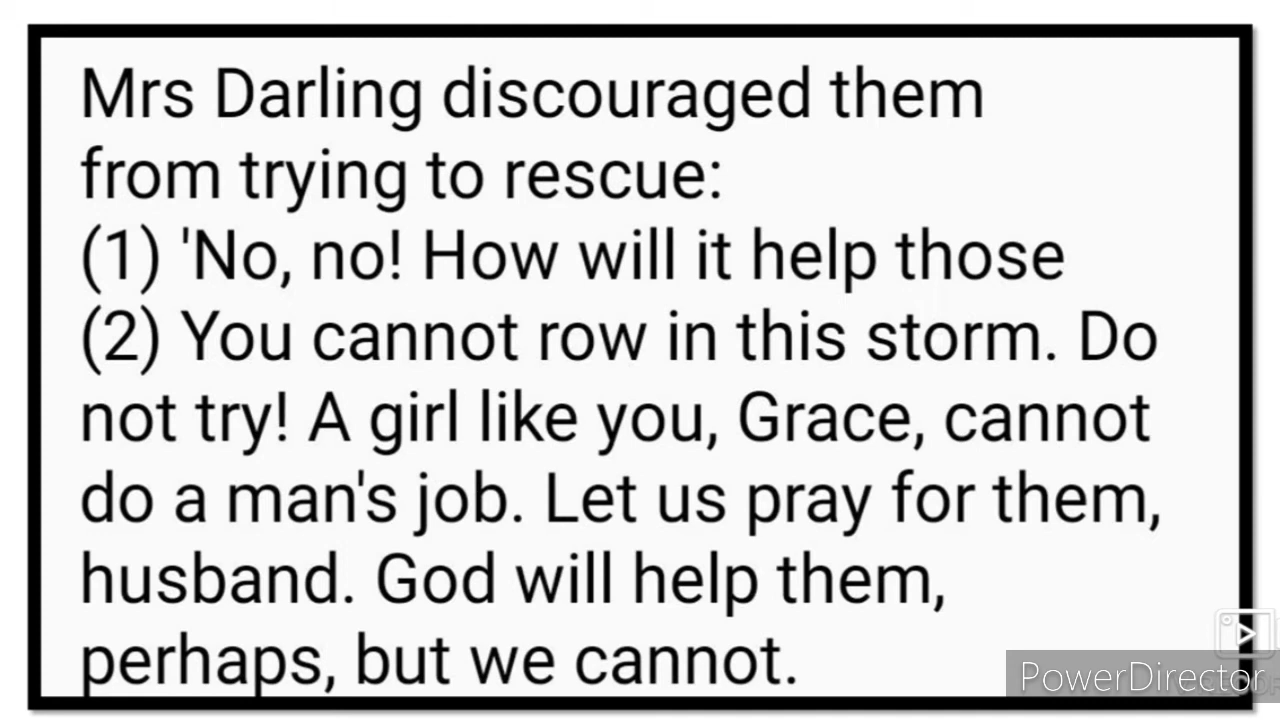 Mrs Darling discouraged them
from trying to rescue:
(1) 'No, no! How will it help those
(2) You cannot row in this storm. Do
not try! A girl like you, Grace, cannot
do a man's job. Let us pray for them,
husband. God will help them,
perhaps, but we cannot.
PowerDirector